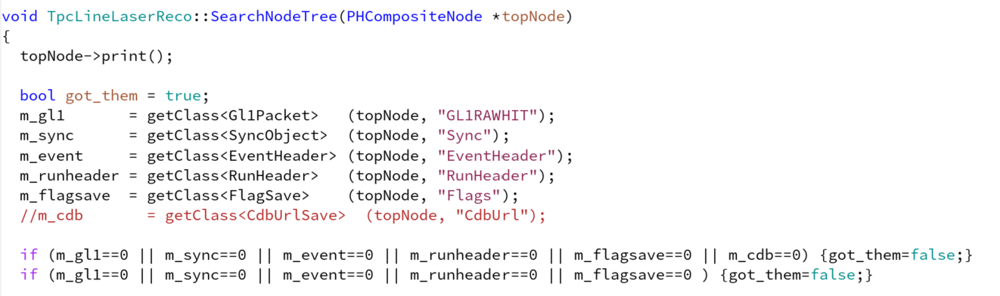 void TpcLineLaserReco::SearchNodeTree(PHCompositeNode *topNode)
{
  topNode->print();

  bool got_them = true;
  m_gl1       = getClass<Gl1Packet>   (topNode, "GL1RAWHIT");
  m_sync      = getClass<SyncObject>  (topNode, "Sync");
  m_event     = getClass<EventHeader> (topNode, "EventHeader");
  m_runheader = getClass<RunHeader>   (topNode, "RunHeader");
  m_flagsave  = getClass<FlagSave>    (topNode, "Flags");
  //m_cdb       = getClass<CdbUrlSave>  (topNode, "CdbUrl");

  if (m_gl1==0 || m_sync==0 || m_event==0 || m_runheader==0 || m_flagsave==0 || m_cdb==0) {got_them=false;}
  if (m_gl1==0 || m_sync==0 || m_event==0 || m_runheader==0 || m_flagsave==0 ) {got_them=false;}